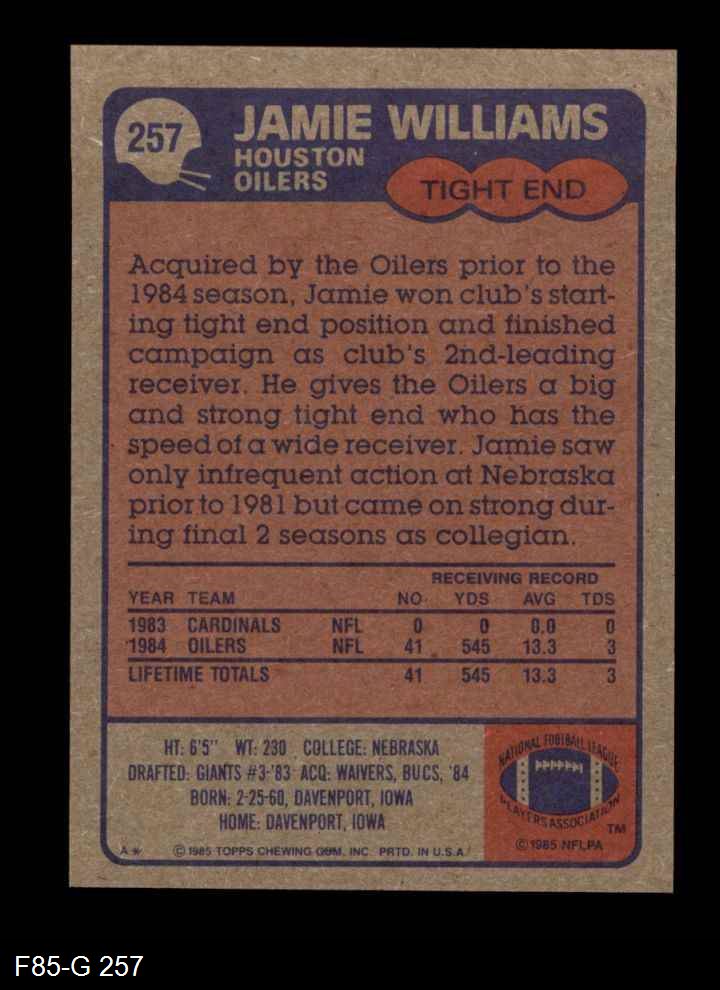 257
JAMIE WILLIAMS
HOUSTON
OILERS
TIGHT END
Acquired by the Oilers prior to the
1984 season, Jamie won club's start-
ing tight end position and finished
campaign as club's 2nd-leading
receiver. He gives the Oilers a big
and strong tight end who has the
speed of a wide receiver. Jamie saw
only infrequent action at Nebraska
prior to 1981 but came on strong dur-
ing final 2 seasons as collegian.
RECEIVING RECORD
YEAR TEAM NO. YDS AVG TDS
1983 CARDINALS NFL 0 0 0.0 0
1984 OILERS NFL 41 545 13.3 3
LIFETIME TOTALS 41 545 13.3 3
HT: 6'5" WT: 230 COLLEGE: NEBRASKA
DRAFTED: GIANTS #3-'83 ACQ: WAIVERS, BUCS, '84
BORN: 2-25-60, DAVENPORT, IOWA
HOME: DAVENPORT, IOWA
A* © 1985 TOPPS CHEWING GUM, INC. PRTD. IN U.S.A.
NATIONAL FOOTBALL LEAGUE
PLAYERS ASSOCIATION
TM
© 1985 NFLPA
F85-G 257